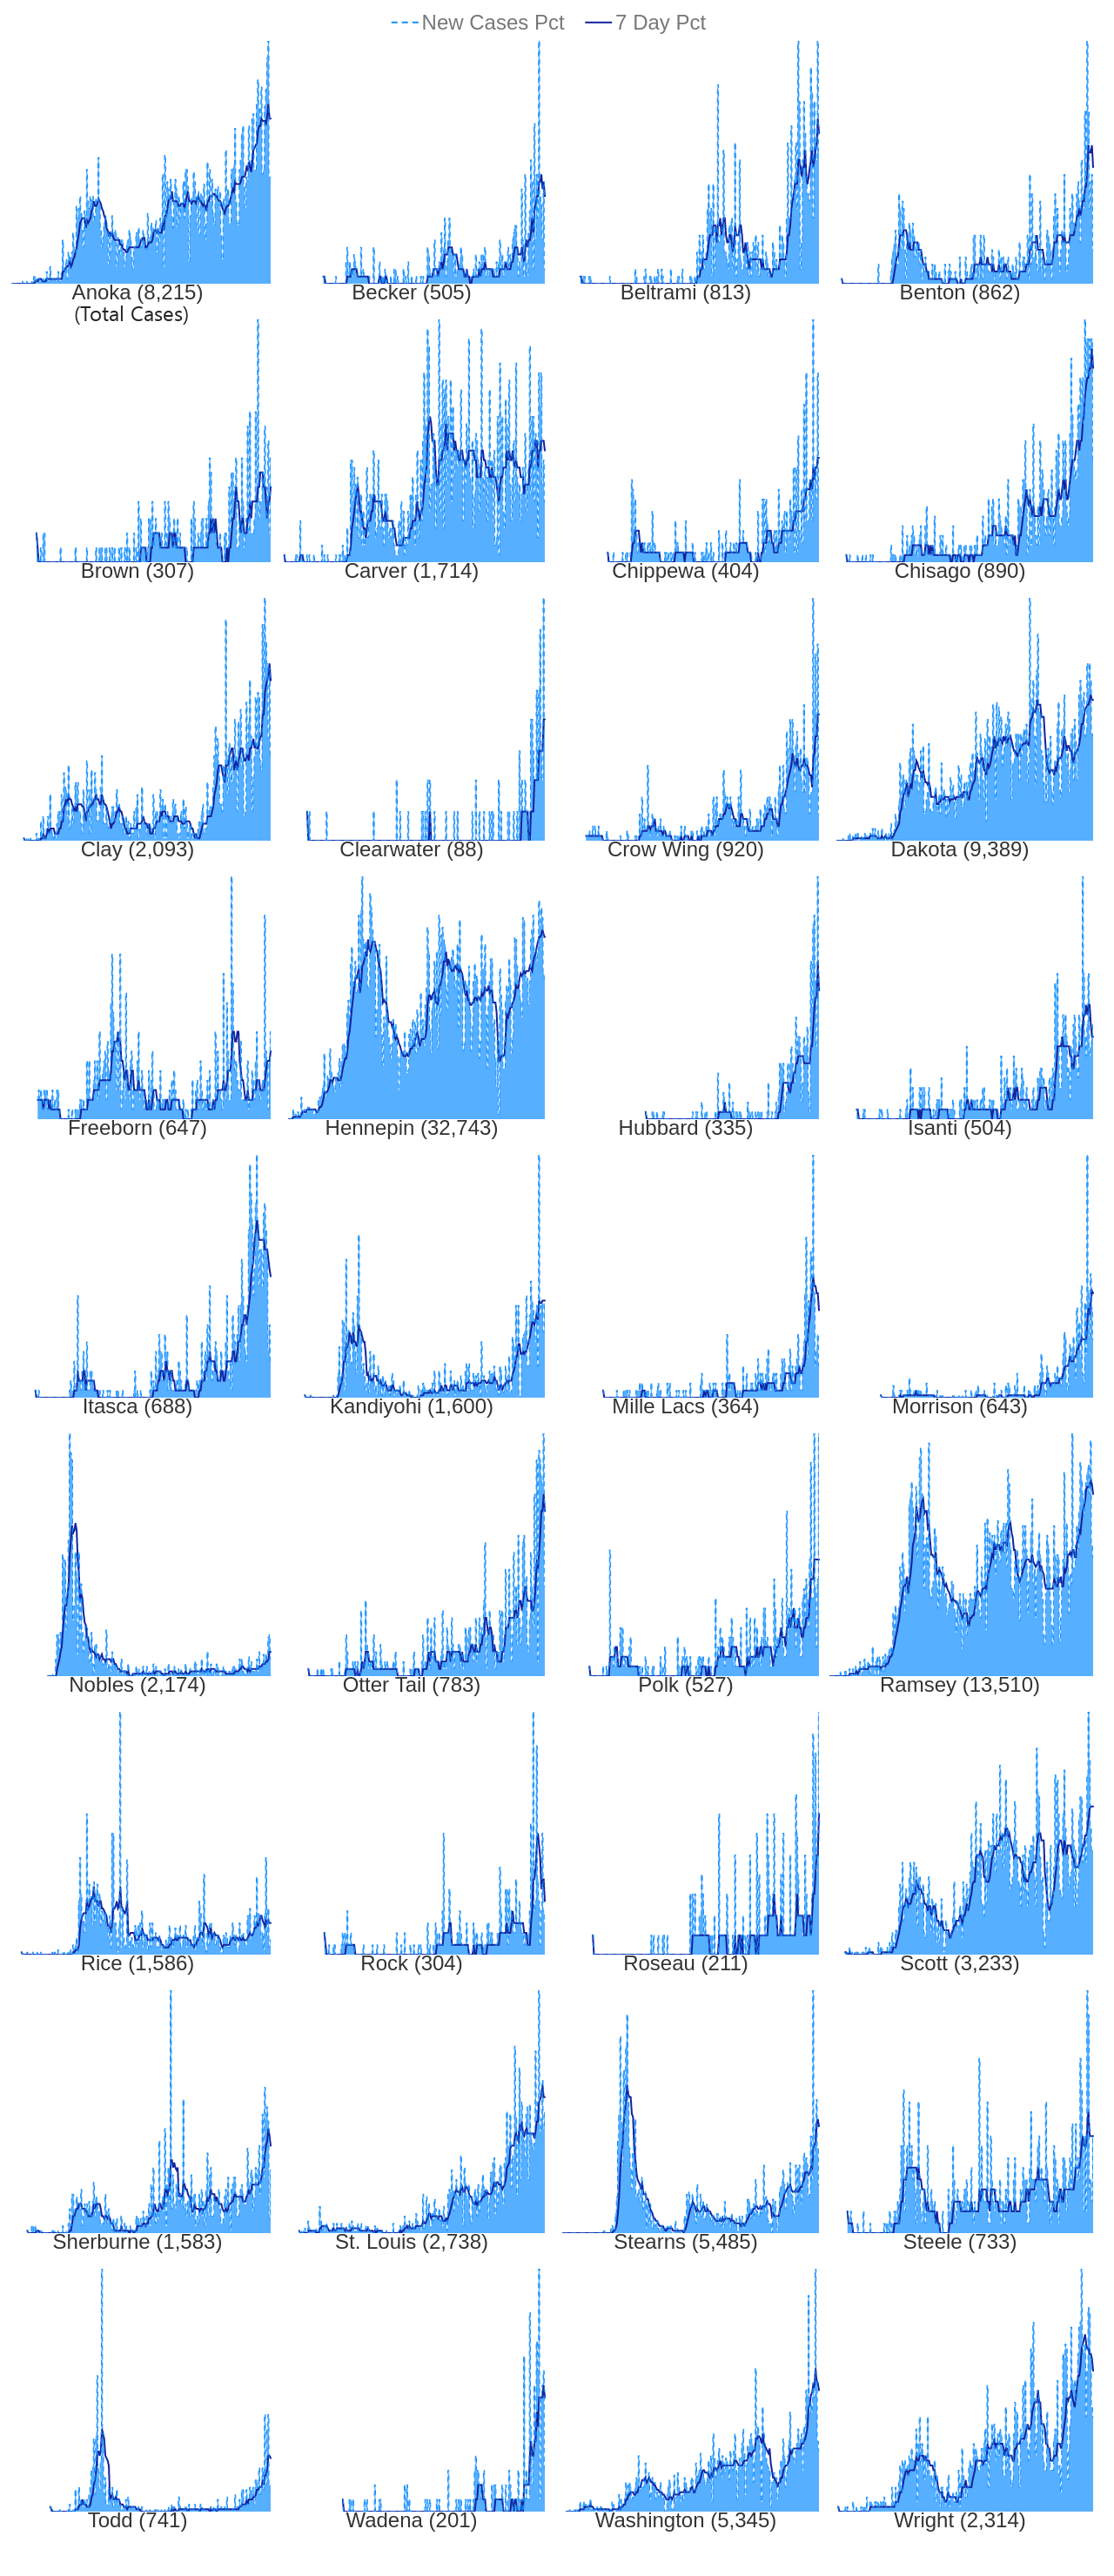 New Cases Pct 7 Day Pct
Anoka (8,215) Becker (505) Beltrami (813) Benton (862)
(Total Cases)
Brown (307) Carver (1,714) Chippewa (404) Chisago (890)
Clay (2,093) Clearwater (88) Crow Wing (920) Dakota (9,389)
Freeborn (647) Hennepin (32,743) Hubbard (335) Isanti (504)
Itasca (688) Kandiyohi (1,600) Mille Lacs (364) Morrison (643)
Nobles (2,174) Otter Tail (783) Polk (527) Ramsey (13,510)
Rice (1,586) Rock (304) Roseau (211) Scott (3,233)
Sherburne (1,583) St. Louis (2,738) Stearns (5,485) Steele (733)
Todd (741) Wadena (201) Washington (5,345) Wright (2,314)